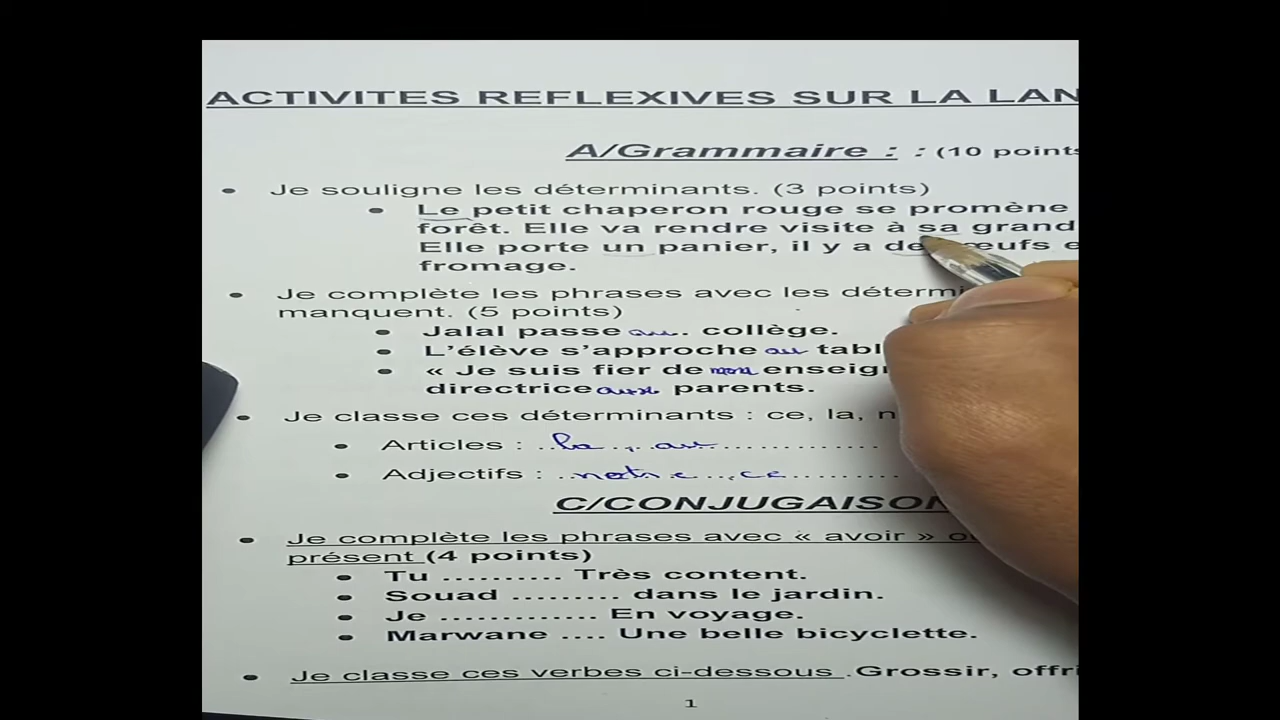 ACTIVITES REFLEXIVES SUR LA LAN
A/Grammaire : : (10 points
Je souligne les déterminants. (3 points)
Le petit chaperon rouge se promène
forêt. Elle va rendre visite à sa grand
Elle porte un panier, il y a de œufs e
fromage.
Je complète les phrases avec les détermi
manquent. (5 points)
Jalal passe au. collège.
L'élève s'approche au tabl
« Je suis fier de mon enseign
directrice aux parents.
Je classe ces déterminants : ce, la, n
Articles : ..la..,.au...............
Adjectifs : ..notre...,ce............
C/CONJUGAISON
Je complète les phrases avec « avoir » ou
présent (4 points)
Tu .......... Très content.
Souad ......... dans le jardin.
Je ............. En voyage.
Marwane .... Une belle bicyclette.
Je classe ces verbes ci-dessous .Grossir, offri
1